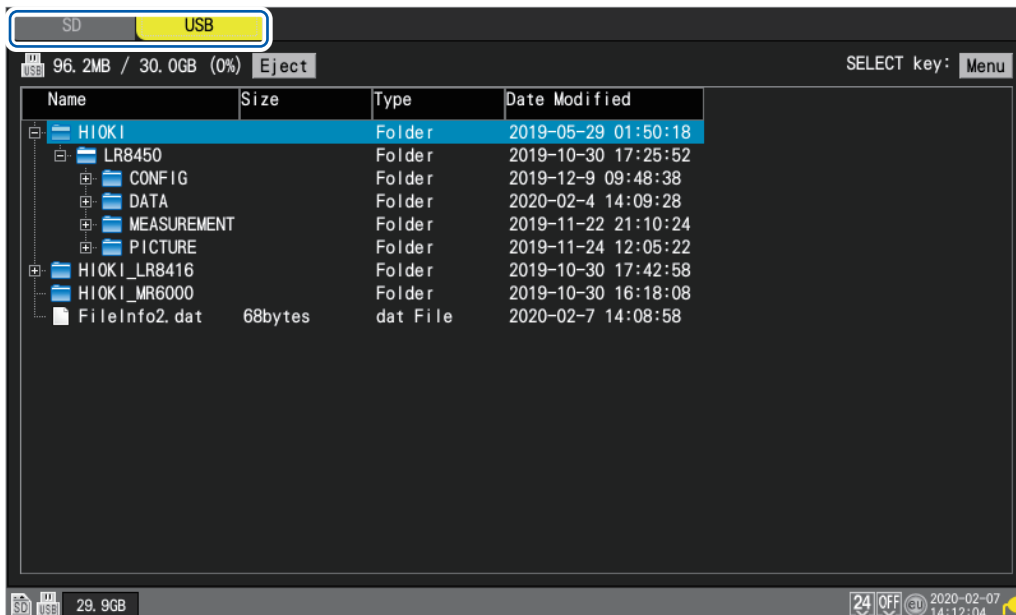 SD USB
USB 96.2MB / 30.0GB (0%) Eject SELECT key: Menu
Name Size Type Date Modified
HIOKI Folder 2019-05-29 01:50:18
LR8450 Folder 2019-10-30 17:25:52
CONFIG Folder 2019-12-9 09:48:38
DATA Folder 2020-02-4 14:09:28
MEASUREMENT Folder 2019-11-22 21:10:24
PICTURE Folder 2019-11-24 12:05:22
HIOKI_LR8416 Folder 2019-10-30 17:42:58
HIOKI_MR6000 Folder 2019-10-30 16:18:08
FileInfo2.dat 68bytes dat File 2020-02-7 14:08:58
SD USB 29.9GB 24 OFF 2020-02-07
14:12:04